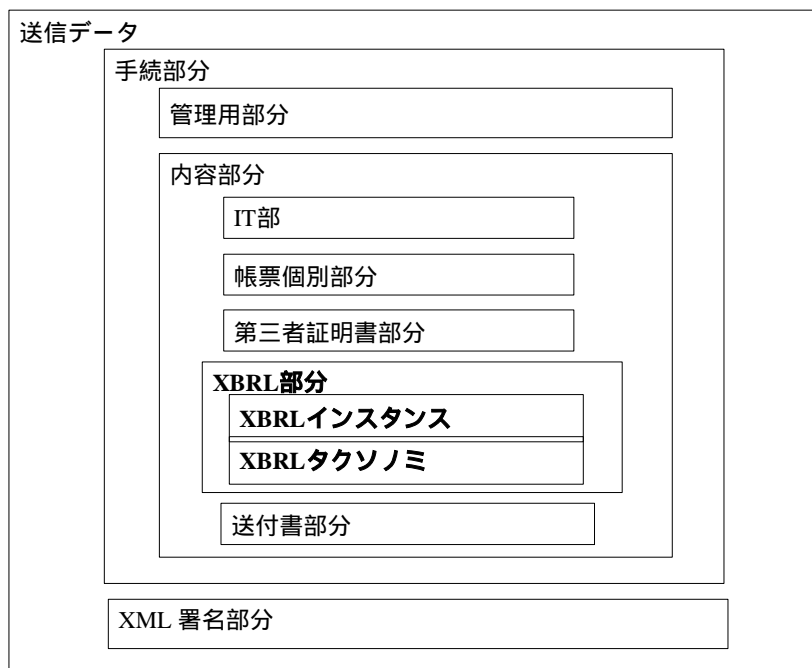 送信データ
手続部分
管理用部分
内容部分
IT部
帳票個別部分
第三者証明書部分
XBRL部分
XBRLインスタンス
XBRLタクソノミ
送付書部分
XML 署名部分